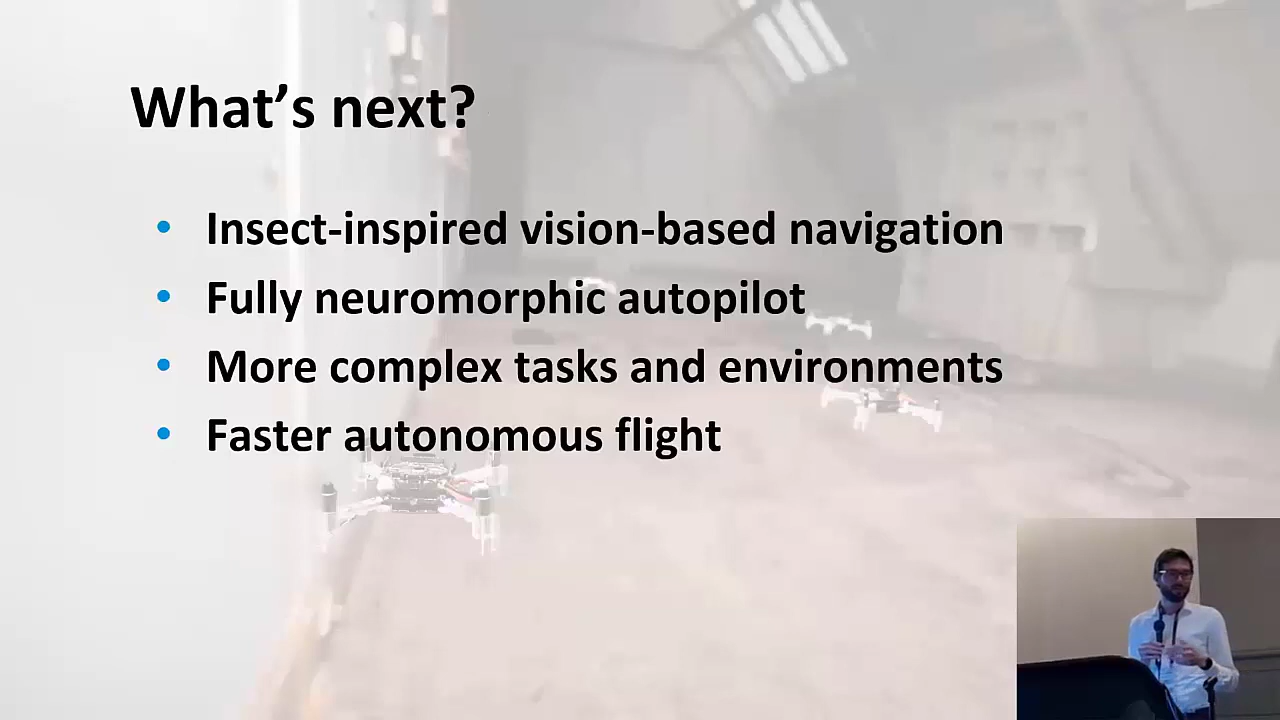 What's next?
• Insect-inspired vision-based navigation
• Fully neuromorphic autopilot
• More complex tasks and environments
• Faster autonomous flight